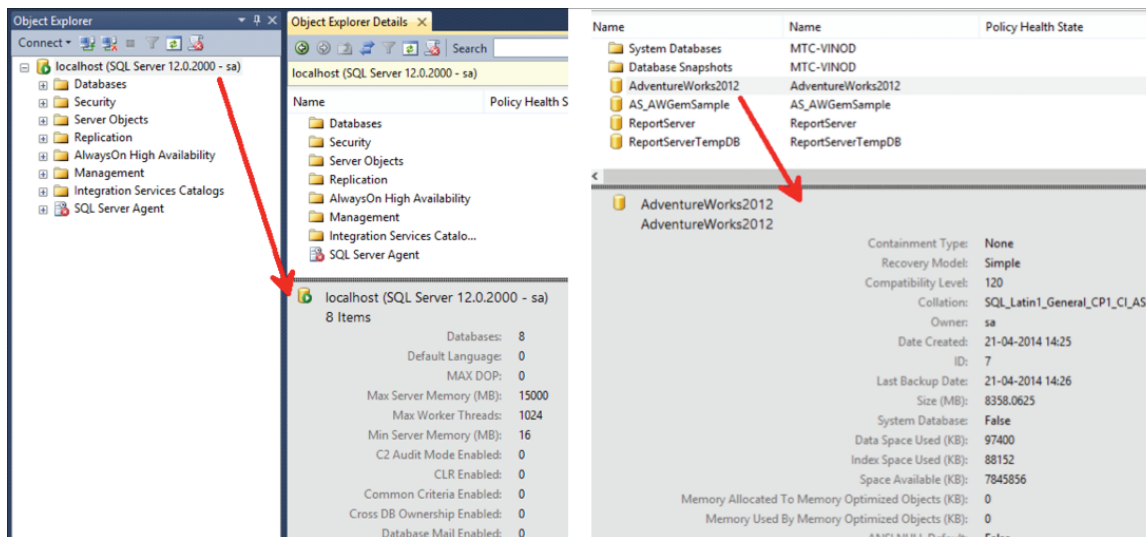 Object Explorer
Connect
localhost (SQL Server 12.0.2000 - sa)
Databases
Security
Server Objects
Replication
AlwaysOn High Availability
Management
Integration Services Catalogs
SQL Server Agent
Object Explorer Details
Search
localhost (SQL Server 12.0.2000 - sa)
Name Policy Health S
Databases
Security
Server Objects
Replication
AlwaysOn High Availability
Management
Integration Services Catalo...
SQL Server Agent
localhost (SQL Server 12.0.2000 - sa)
8 Items
Databases: 8
Default Language: 0
MAX DOP: 0
Max Server Memory (MB): 15000
Max Worker Threads: 1024
Min Server Memory (MB): 16
C2 Audit Mode Enabled: 0
CLR Enabled: 0
Common Criteria Enabled: 0
Cross DB Ownership Enabled: 0
Database Mail Enabled: 0
Name Name Policy Health State
System Databases MTC-VINOD
Database Snapshots MTC-VINOD
AdventureWorks2012 AdventureWorks2012
AS_AWGemSample AS_AWGemSample
ReportServer ReportServer
ReportServerTempDB ReportServerTempDB
AdventureWorks2012
AdventureWorks2012
Containment Type: None
Recovery Model: Simple
Compatibility Level: 120
Collation: SQL_Latin1_General_CP1_CI_AS
Owner: sa
Date Created: 21-04-2014 14:25
ID: 7
Last Backup Date: 21-04-2014 14:26
Size (MB): 8358.0625
System Database: False
Data Space Used (KB): 97400
Index Space Used (KB): 88152
Space Available (KB): 7845856
Memory Allocated To Memory Optimized Objects (KB): 0
Memory Used By Memory Optimized Objects (KB): 0
ANSI NULL Default: False